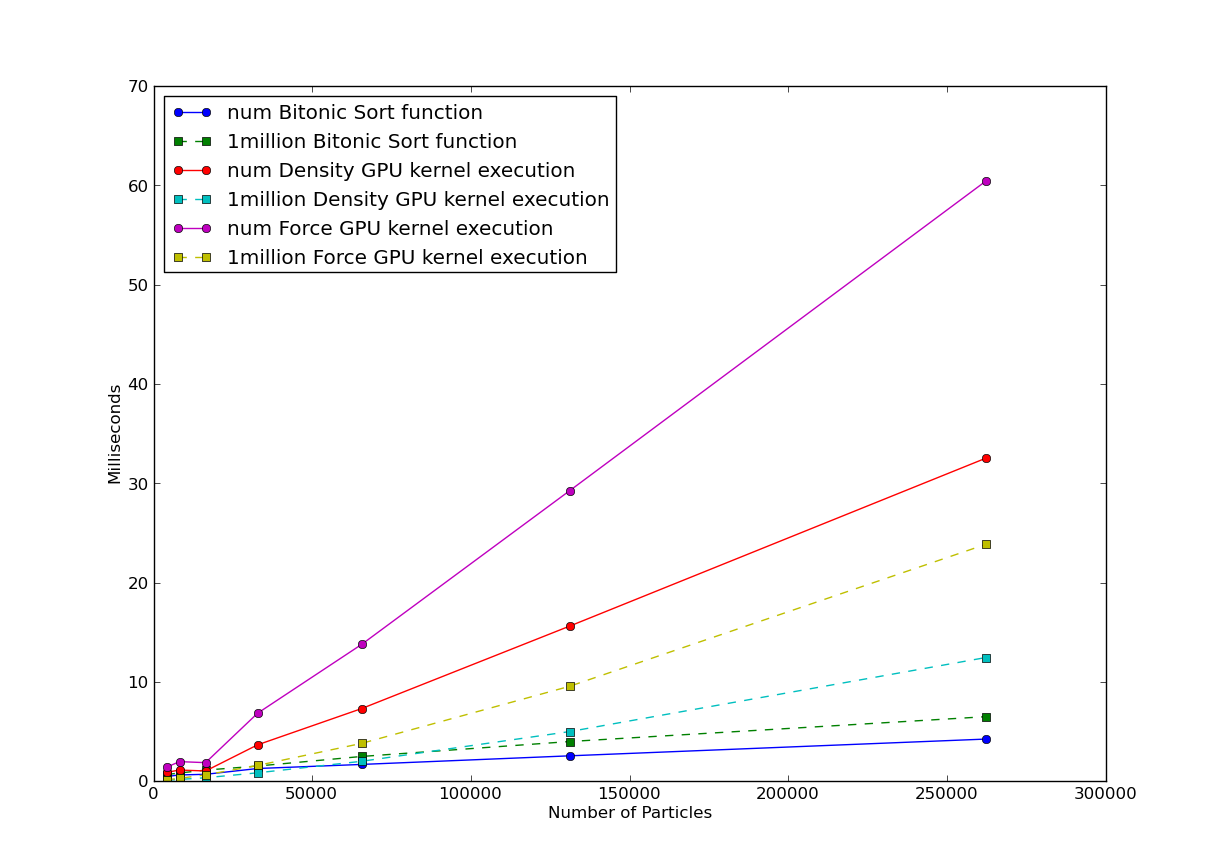 70
60
50
40
30
20
10
0
Milliseconds
num Bitonic Sort function
1million Bitonic Sort function
num Density GPU kernel execution
1million Density GPU kernel execution
num Force GPU kernel execution
1million Force GPU kernel execution
0 50000 100000 150000 200000 250000 300000
Number of Particles